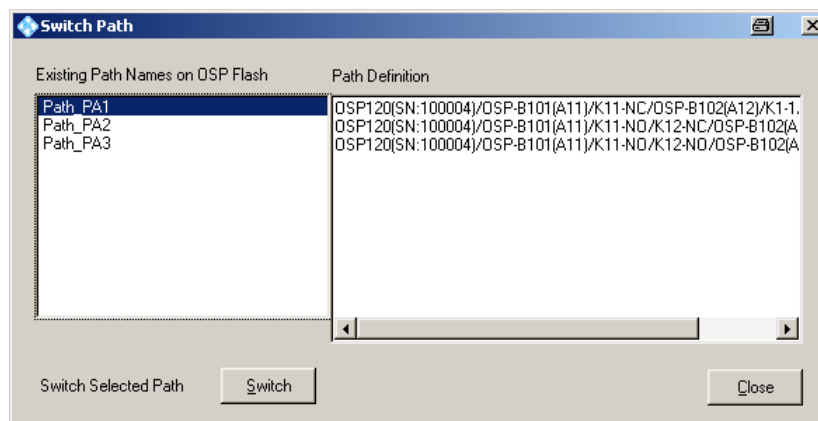 Switch Path
Existing Path Names on OSP Flash
Path Definition
Path_PA1
Path_PA2
Path_PA3
OSP120(SN:100004)/OSP-B101(A11)/K11-NC/OSP-B102(A12)/K1-1.
OSP120(SN:100004)/OSP-B101(A11)/K11-NO/K12-NC/OSP-B102(A
OSP120(SN:100004)/OSP-B101(A11)/K11-NO/K12-NO/OSP-B102(A
Switch Selected Path
Switch
Close